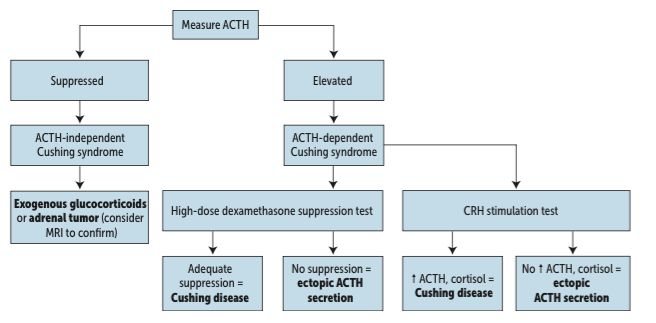 Measure ACTH
Suppressed
Elevated
ACTH-independent
Cushing syndrome
ACTH-dependent
Cushing syndrome
Exogenous glucocorticoids
or adrenal tumor (consider
MRI to confirm)
High-dose dexamethasone suppression test
CRH stimulation test
Adequate
suppression =
Cushing disease
No suppression =
ectopic ACTH
secretion
↑ ACTH, cortisol =
Cushing disease
No ↑ ACTH, cortisol =
ectopic
ACTH secretion